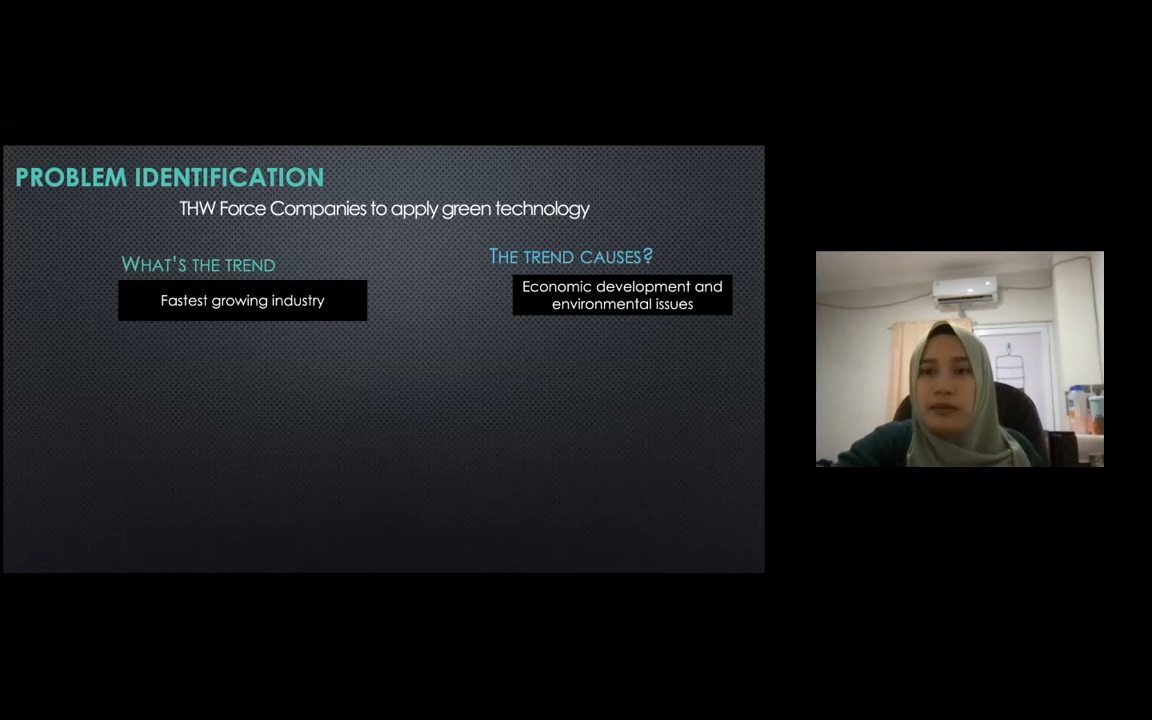 PROBLEM IDENTIFICATION
THW Force Companies to apply green technology
WHAT'S THE TREND
Fastest growing industry
THE TREND CAUSES?
Economic development and
environmental issues